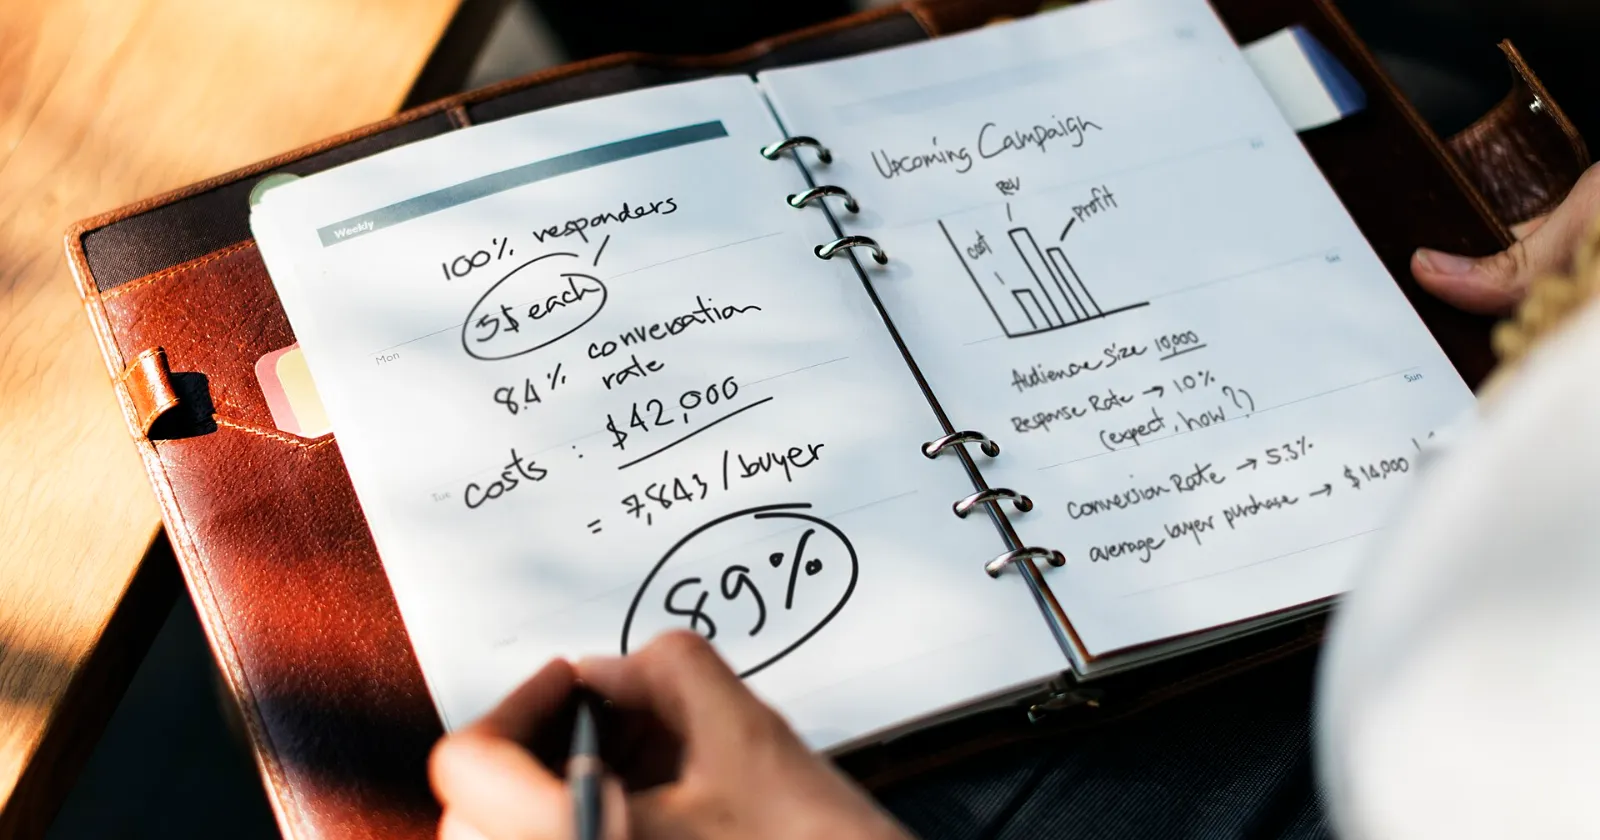 Weekly
100% responders
5$ each
Mon
8.4% conversation
rate
Tue
costs : $42,000
= 7,843 / buyer
89%
Upcoming Campaign
Rev
profit
cost
Audience Size 10,000
Response Rate → 10%
(expect, how?)
Sat
Sun
Conversion Rate → 5.3%
average buyer purchase → $10,000